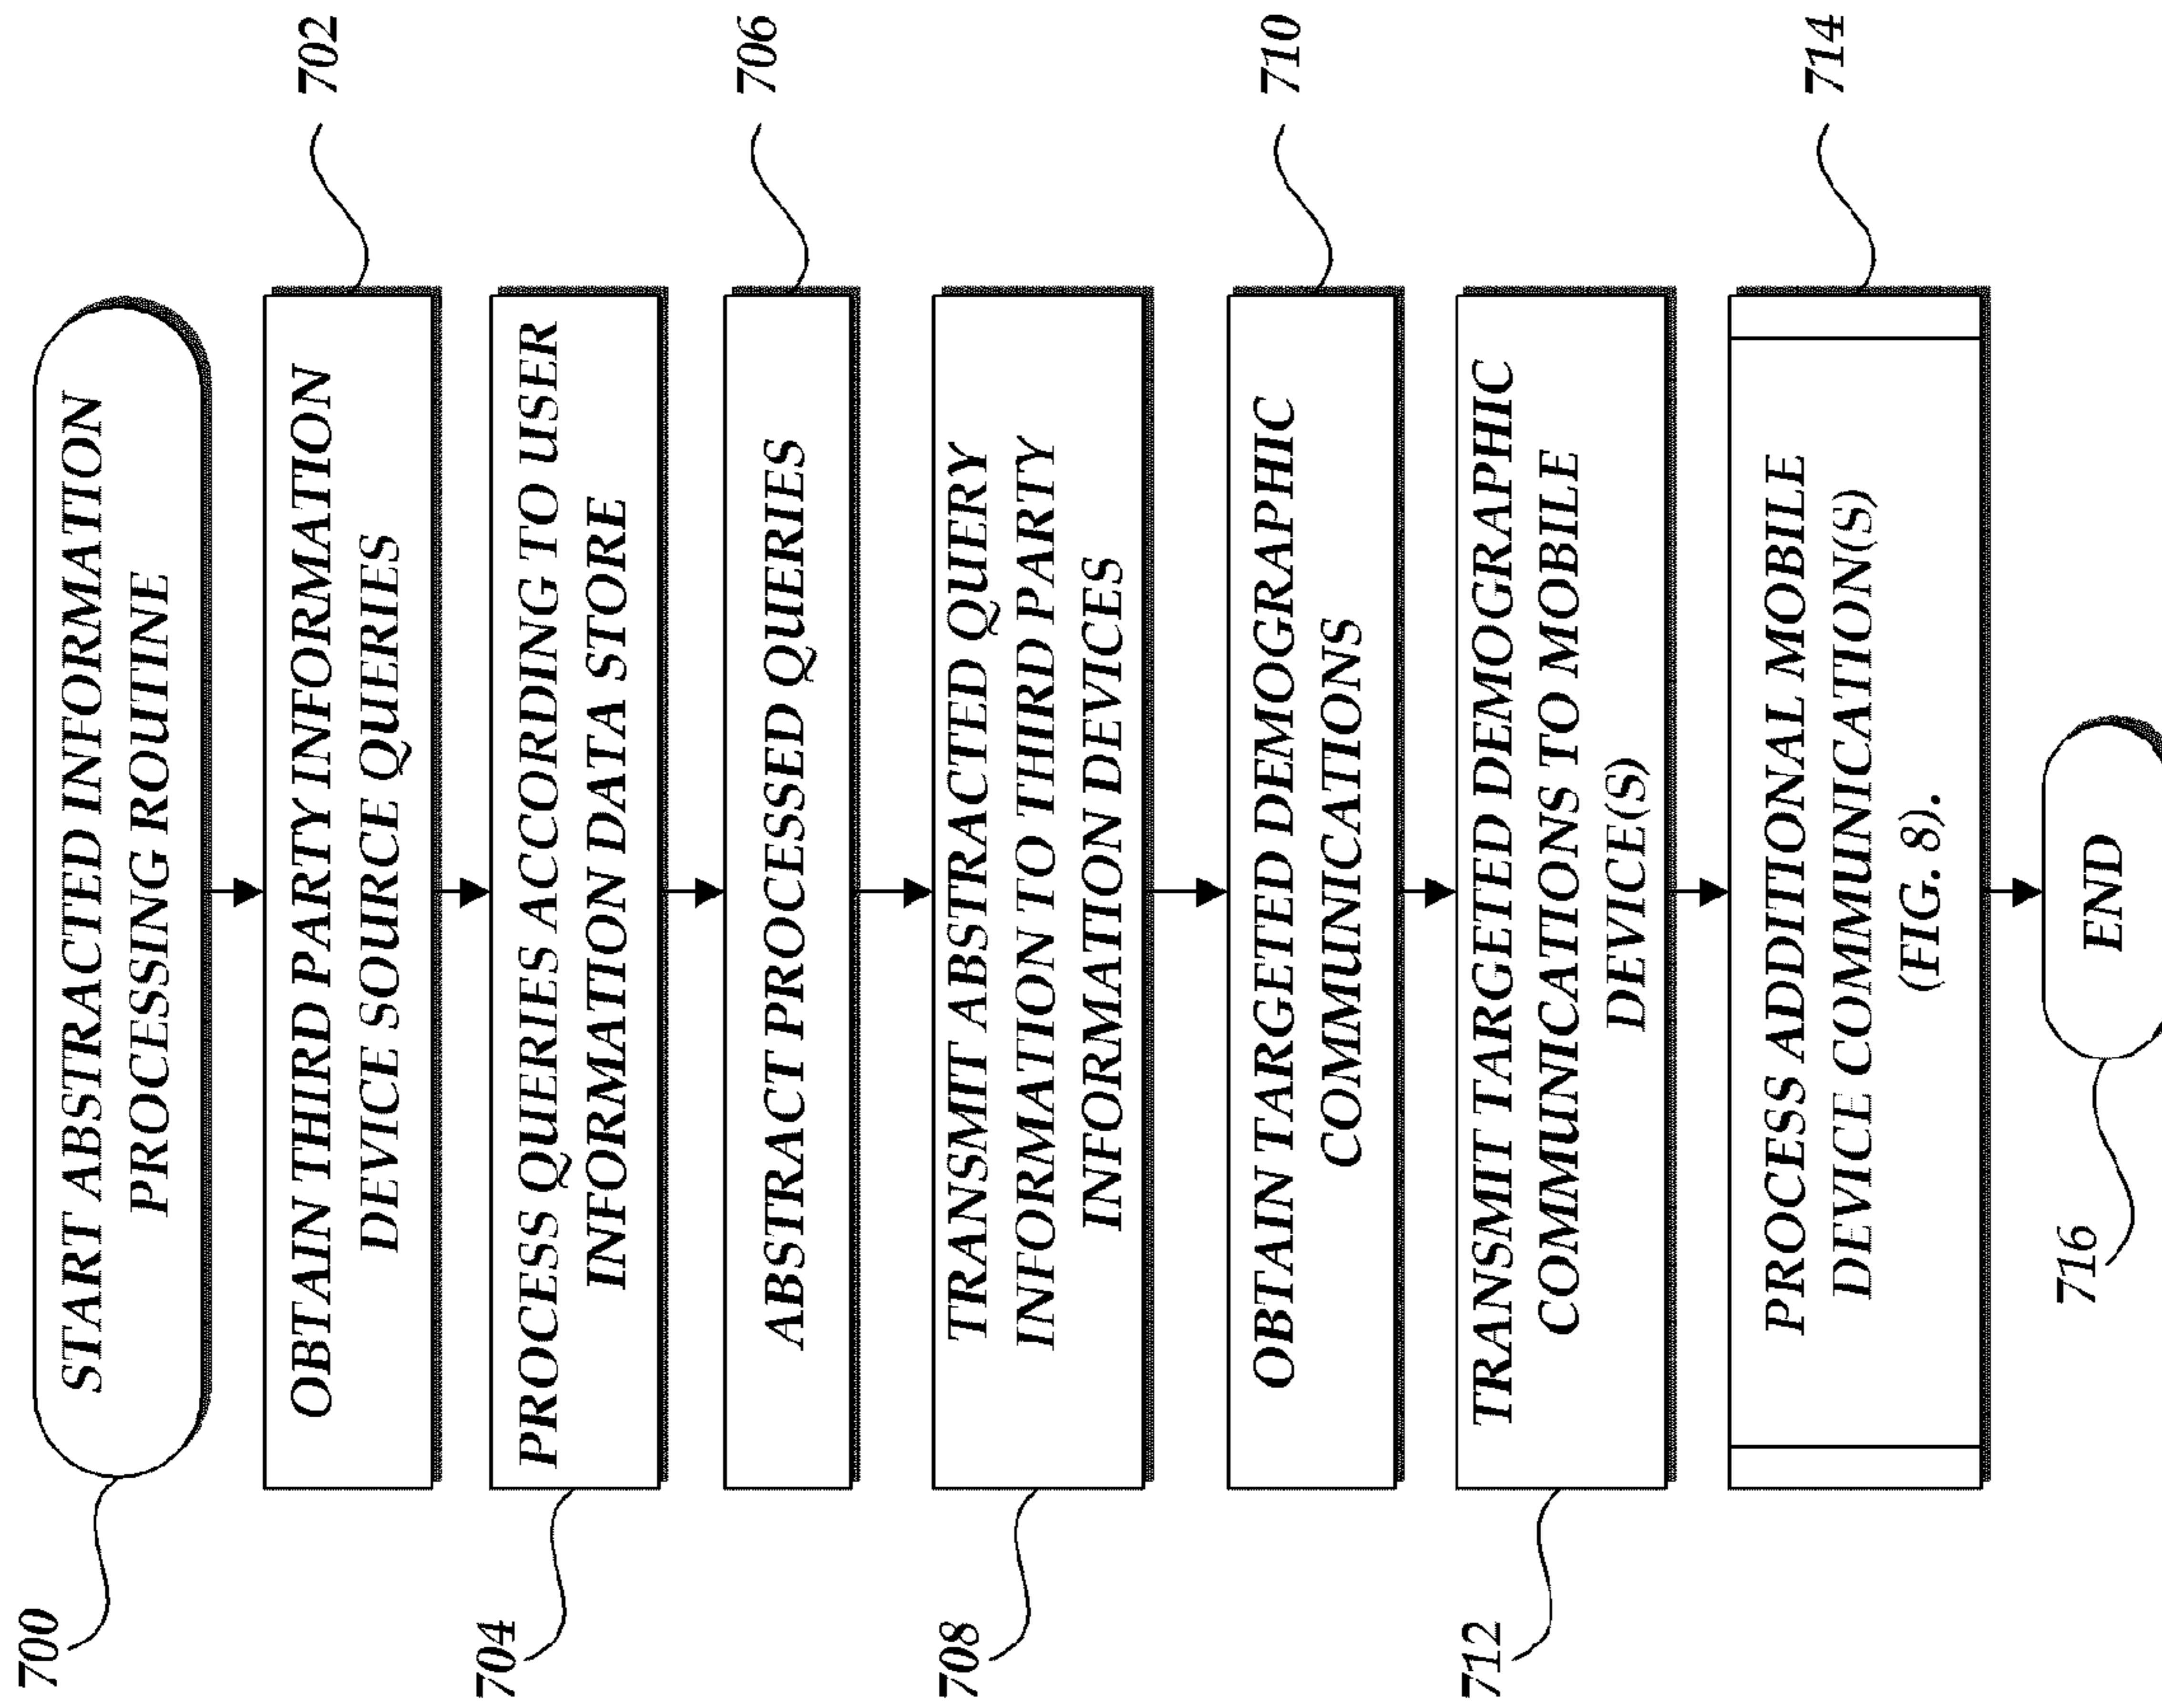 700
START ABSTRACTED INFORMATION
PROCESSING ROUTINE
702
OBTAIN THIRD PARTY INFORMATION
DEVICE SOURCE QUERIES
704
PROCESS QUERIES ACCORDING TO USER
INFORMATION DATA STORE
706
ABSTRACT PROCESSED QUERIES
708
TRANSMIT ABSTRACTED QUERY
INFORMATION TO THIRD PARTY
INFORMATION DEVICES
710
OBTAIN TARGETED DEMOGRAPHIC
COMMUNICATIONS
712
TRANSMIT TARGETED DEMOGRAPHIC
COMMUNICATIONS TO MOBILE
DEVICE(S)
714
PROCESS ADDITIONAL MOBILE
DEVICE COMMUNICATION(S)
(FIG. 8).
716
END